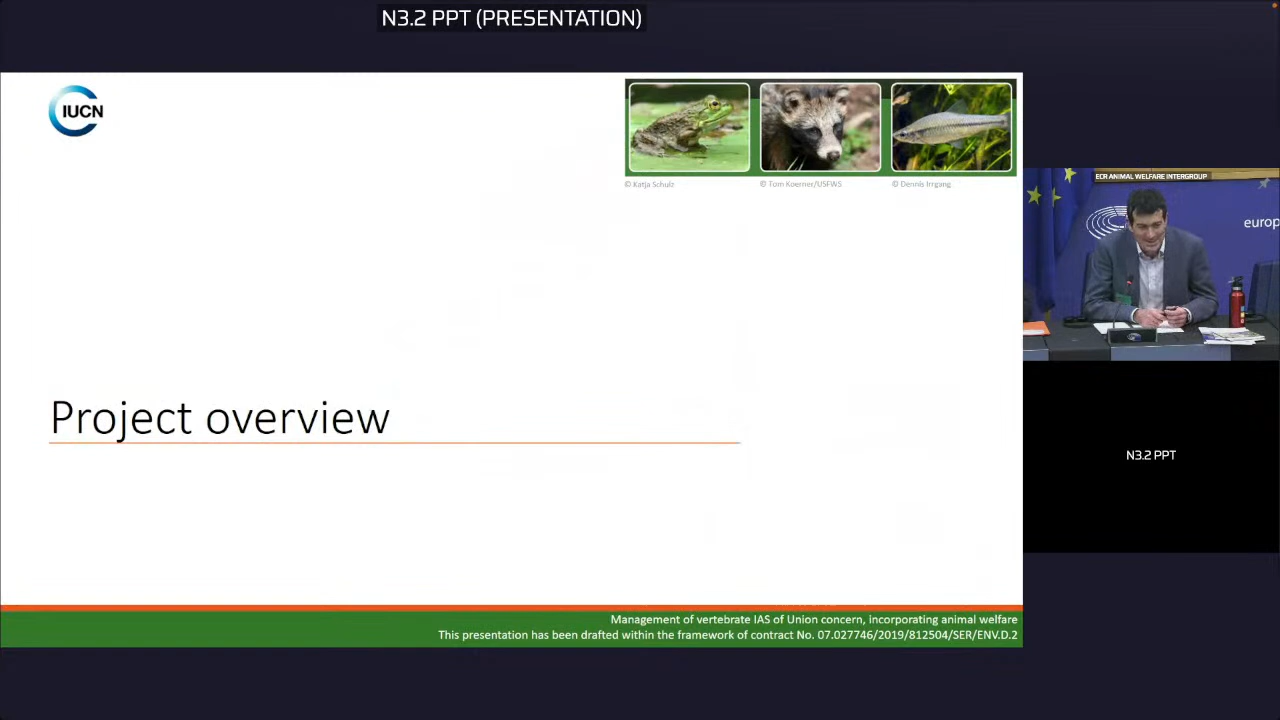 N3.2 PPT (PRESENTATION)
IUCN
© Katja Schulz
© Tom Koerner/USFWS
© Dennis Irrgang
ECR ANIMAL WELFARE INTERGROUP
europ
Project overview
N3.2 PPT
Management of vertebrate IAS of Union concern, incorporating animal welfare
This presentation has been drafted within the framework of contract No. 07.027746/2019/812504/SER/ENV.D.2